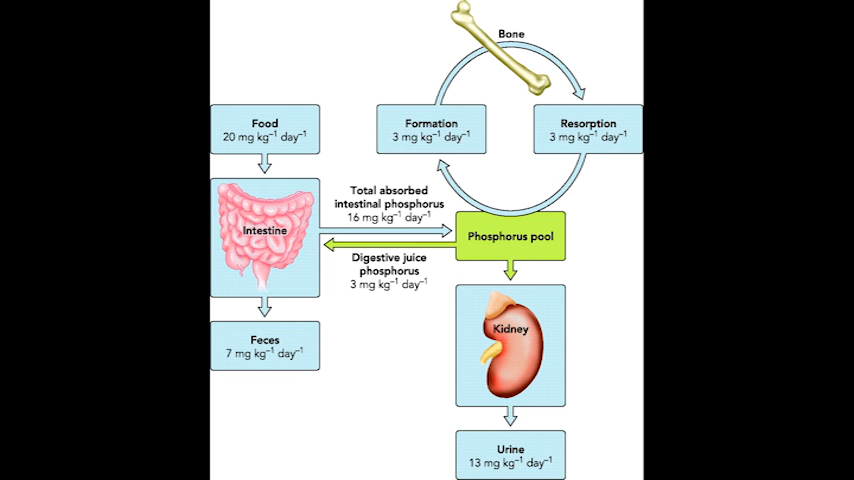 Bone
Food
20 mg kg⁻¹ day⁻¹
Formation
3 mg kg⁻¹ day⁻¹
Resorption
3 mg kg⁻¹ day⁻¹
Total absorbed
intestinal phosphorus
16 mg kg⁻¹ day⁻¹
Intestine
Phosphorus pool
Digestive juice
phosphorus
3 mg kg⁻¹ day⁻¹
Kidney
Feces
7 mg kg⁻¹ day⁻¹
Urine
13 mg kg⁻¹ day⁻¹